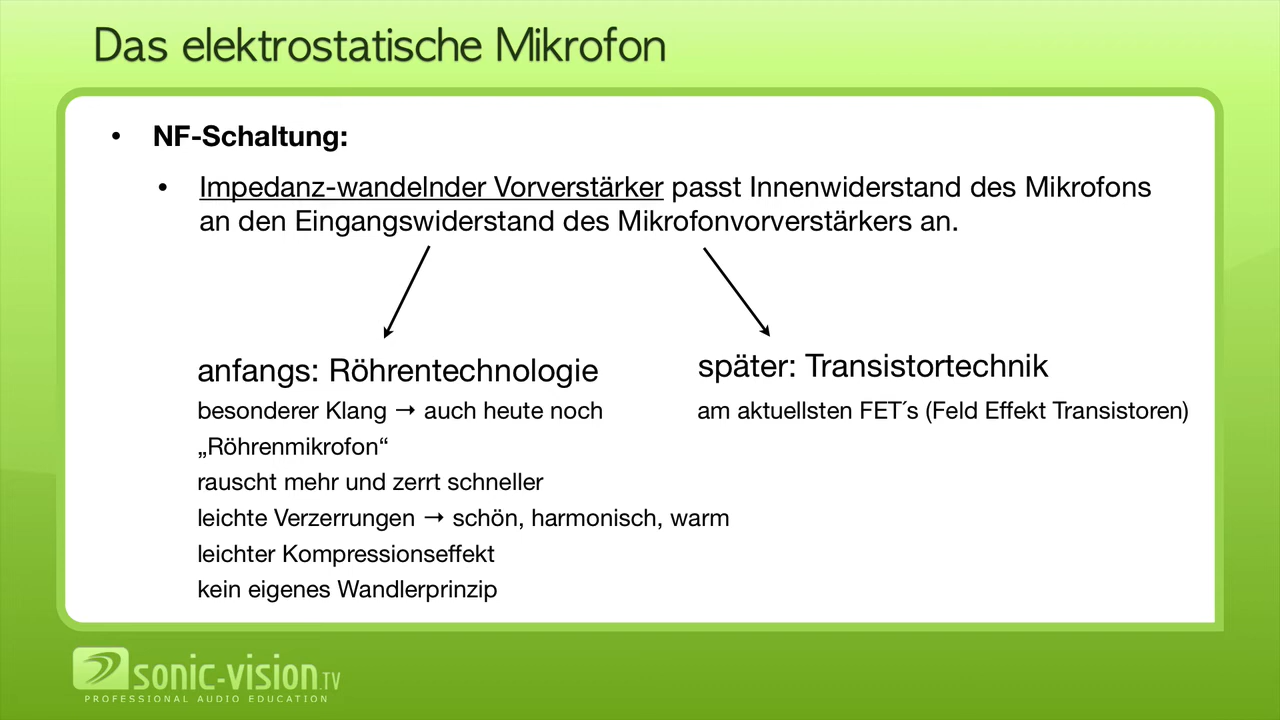 Das elektrostatische Mikrofon
• NF-Schaltung:
• Impedanz-wandelnder Vorverstärker passt Innenwiderstand des Mikrofons
an den Eingangswiderstand des Mikrofonvorverstärkers an.
anfangs: Röhrentechnologie
besonderer Klang → auch heute noch
„Röhrenmikrofon“
rauscht mehr und zerrt schneller
leichte Verzerrungen → schön, harmonisch, warm
leichter Kompressionseffekt
kein eigenes Wandlerprinzip
später: Transistortechnik
am aktuellsten FET´s (Feld Effekt Transistoren)
sonic-vision.TV
PROFESSIONAL AUDIO EDUCATION